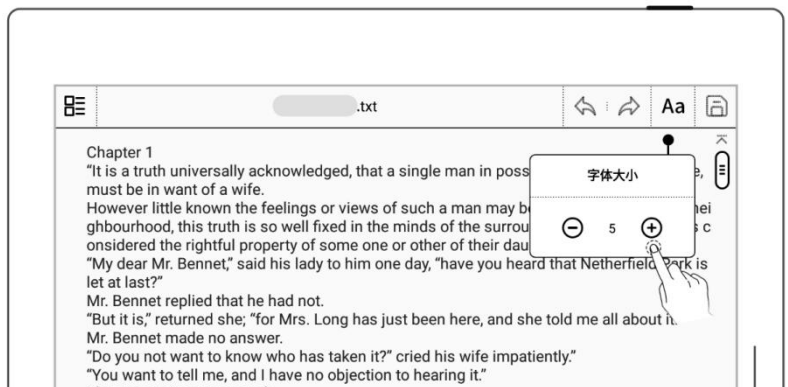 .txt
Aa
Chapter 1
“It is a truth universally acknowledged, that a single man in poss
e,
must be in want of a wife.
However little known the feelings or views of such a man may b
nei
ghbourhood, this truth is so well fixed in the minds of the surrou
s c
onsidered the rightful property of some one or other of their dau
“My dear Mr. Bennet,” said his lady to him one day, “have you heard that Netherfield Park is
let at last?”
Mr. Bennet replied that he had not.
“But it is,” returned she; “for Mrs. Long has just been here, and she told me all about it.
Mr. Bennet made no answer.
“Do you not want to know who has taken it?” cried his wife impatiently.”
“You want to tell me, and I have no objection to hearing it.”
字体大小
5